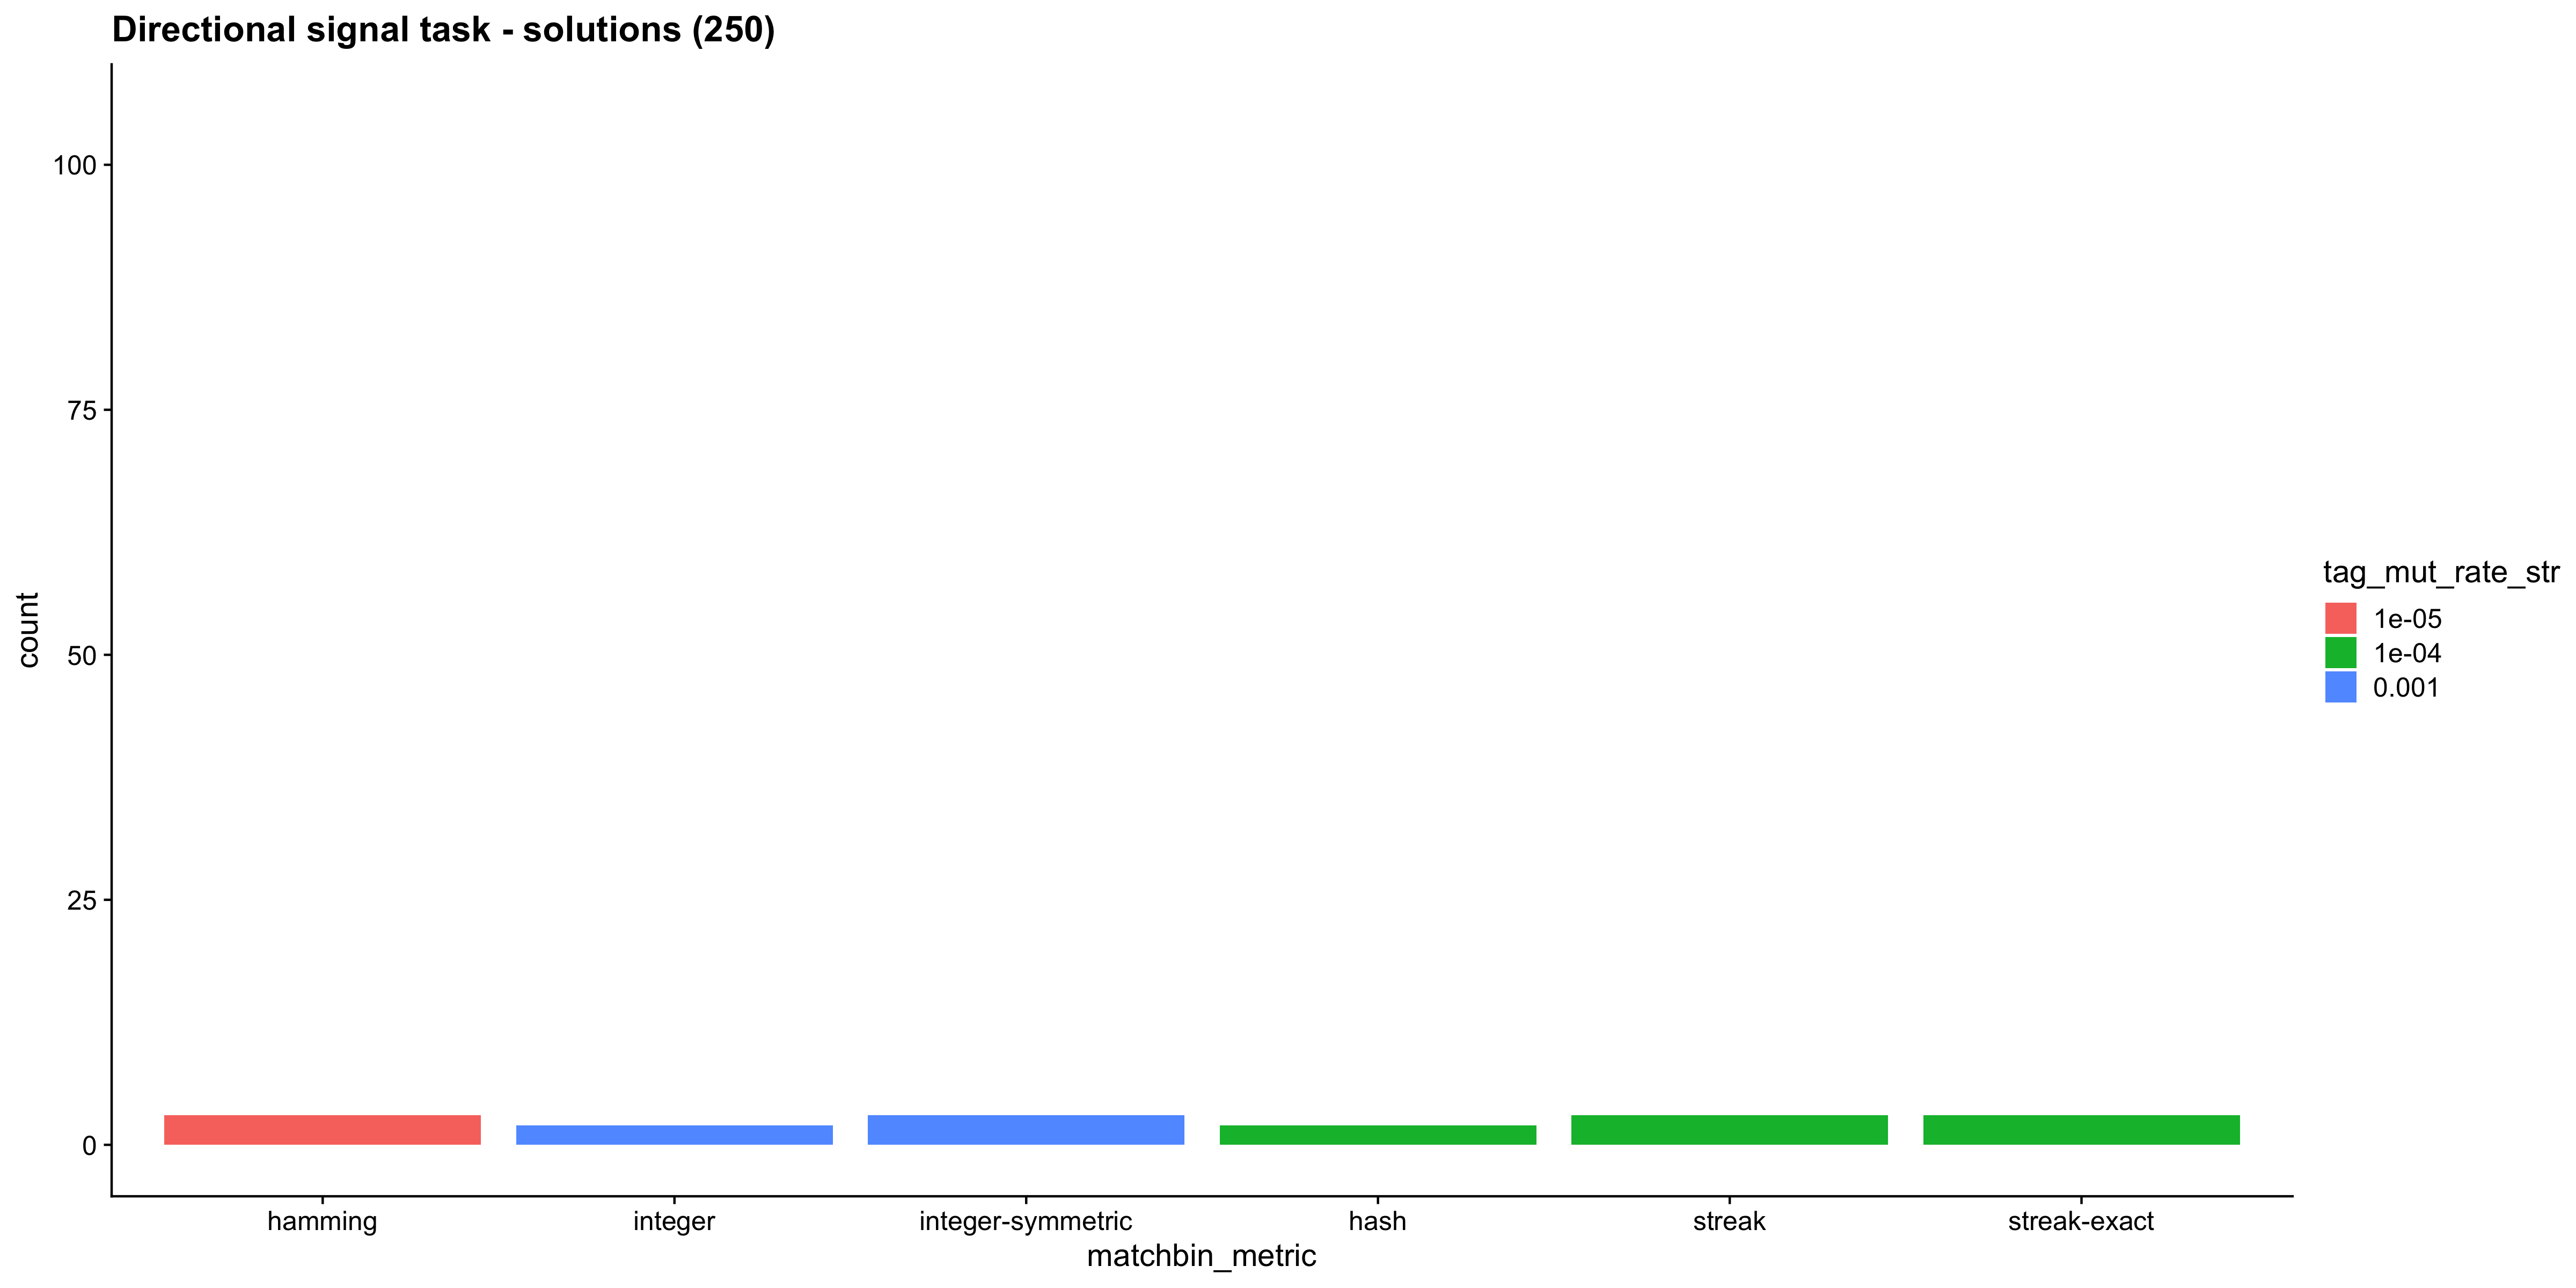 Directional signal task - solutions (250)
count
100
75
50
25
0
hamming
integer
integer-symmetric
hash
streak
streak-exact
matchbin_metric
tag_mut_rate_str
1e-05
1e-04
0.001